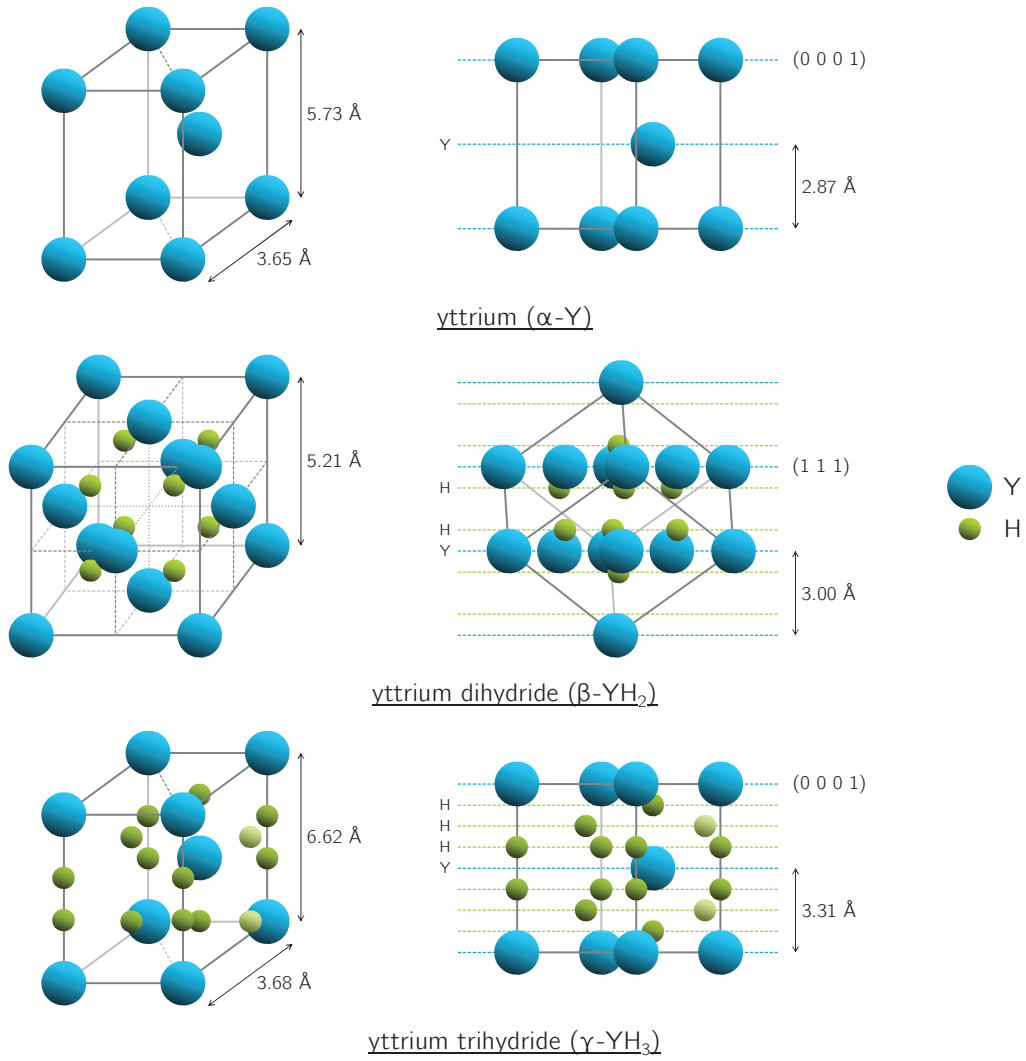 (0 0 0 1)
5.73 Å
Y
2.87 Å
3.65 Å
yttrium (α-Y)
5.21 Å
(1 1 1)
H
Y
H
H
Y
3.00 Å
yttrium dihydride (β-YH₂)
(0 0 0 1)
H
H
6.62 Å
H
Y
3.31 Å
3.68 Å
yttrium trihydride (γ-YH₃)